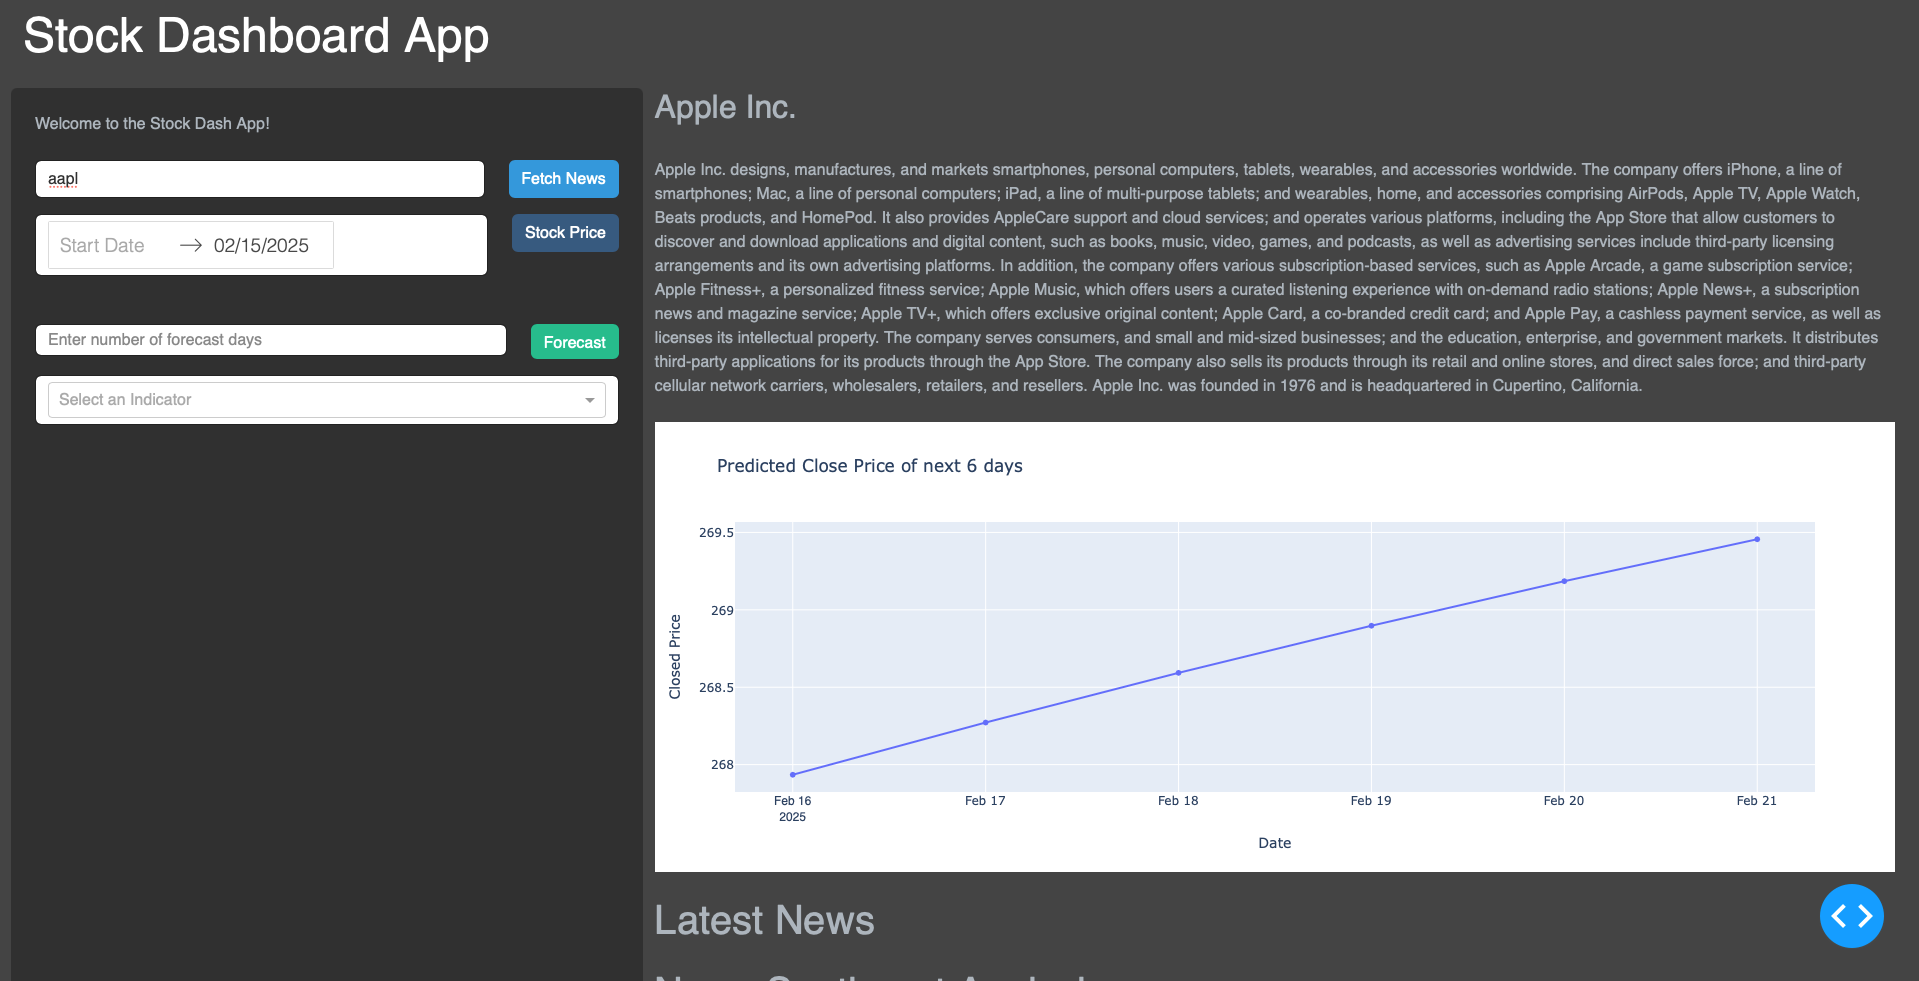 Stock Dashboard App
Welcome to the Stock Dash App!
aapl
Fetch News
Start Date
02/15/2025
Stock Price
Enter number of forecast days
Forecast
Select an Indicator
Apple Inc.
Apple Inc. designs, manufactures, and markets smartphones, personal computers, tablets, wearables, and accessories worldwide. The company offers iPhone, a line of
smartphones; Mac, a line of personal computers; iPad, a line of multi-purpose tablets; and wearables, home, and accessories comprising AirPods, Apple TV, Apple Watch,
Beats products, and HomePod. It also provides AppleCare support and cloud services; and operates various platforms, including the App Store that allow customers to
discover and download applications and digital content, such as books, music, video, games, and podcasts, as well as advertising services include third-party licensing
arrangements and its own advertising platforms. In addition, the company offers various subscription-based services, such as Apple Arcade, a game subscription service;
Apple Fitness+, a personalized fitness service; Apple Music, which offers users a curated listening experience with on-demand radio stations; Apple News+, a subscription
news and magazine service; Apple TV+, which offers exclusive original content; Apple Card, a co-branded credit card; and Apple Pay, a cashless payment service, as well as
licenses its intellectual property. The company serves consumers, and small and mid-sized businesses; and the education, enterprise, and government markets. It distributes
third-party applications for its products through the App Store. The company also sells its products through its retail and online stores, and direct sales force; and third-party
cellular network carriers, wholesalers, retailers, and resellers. Apple Inc. was founded in 1976 and is headquartered in Cupertino, California.
Predicted Close Price of next 6 days
269.5
269
268.5
268
Closed Price
Feb 16
2025
Feb 17
Feb 18
Feb 19
Feb 20
Feb 21
Date
Latest News